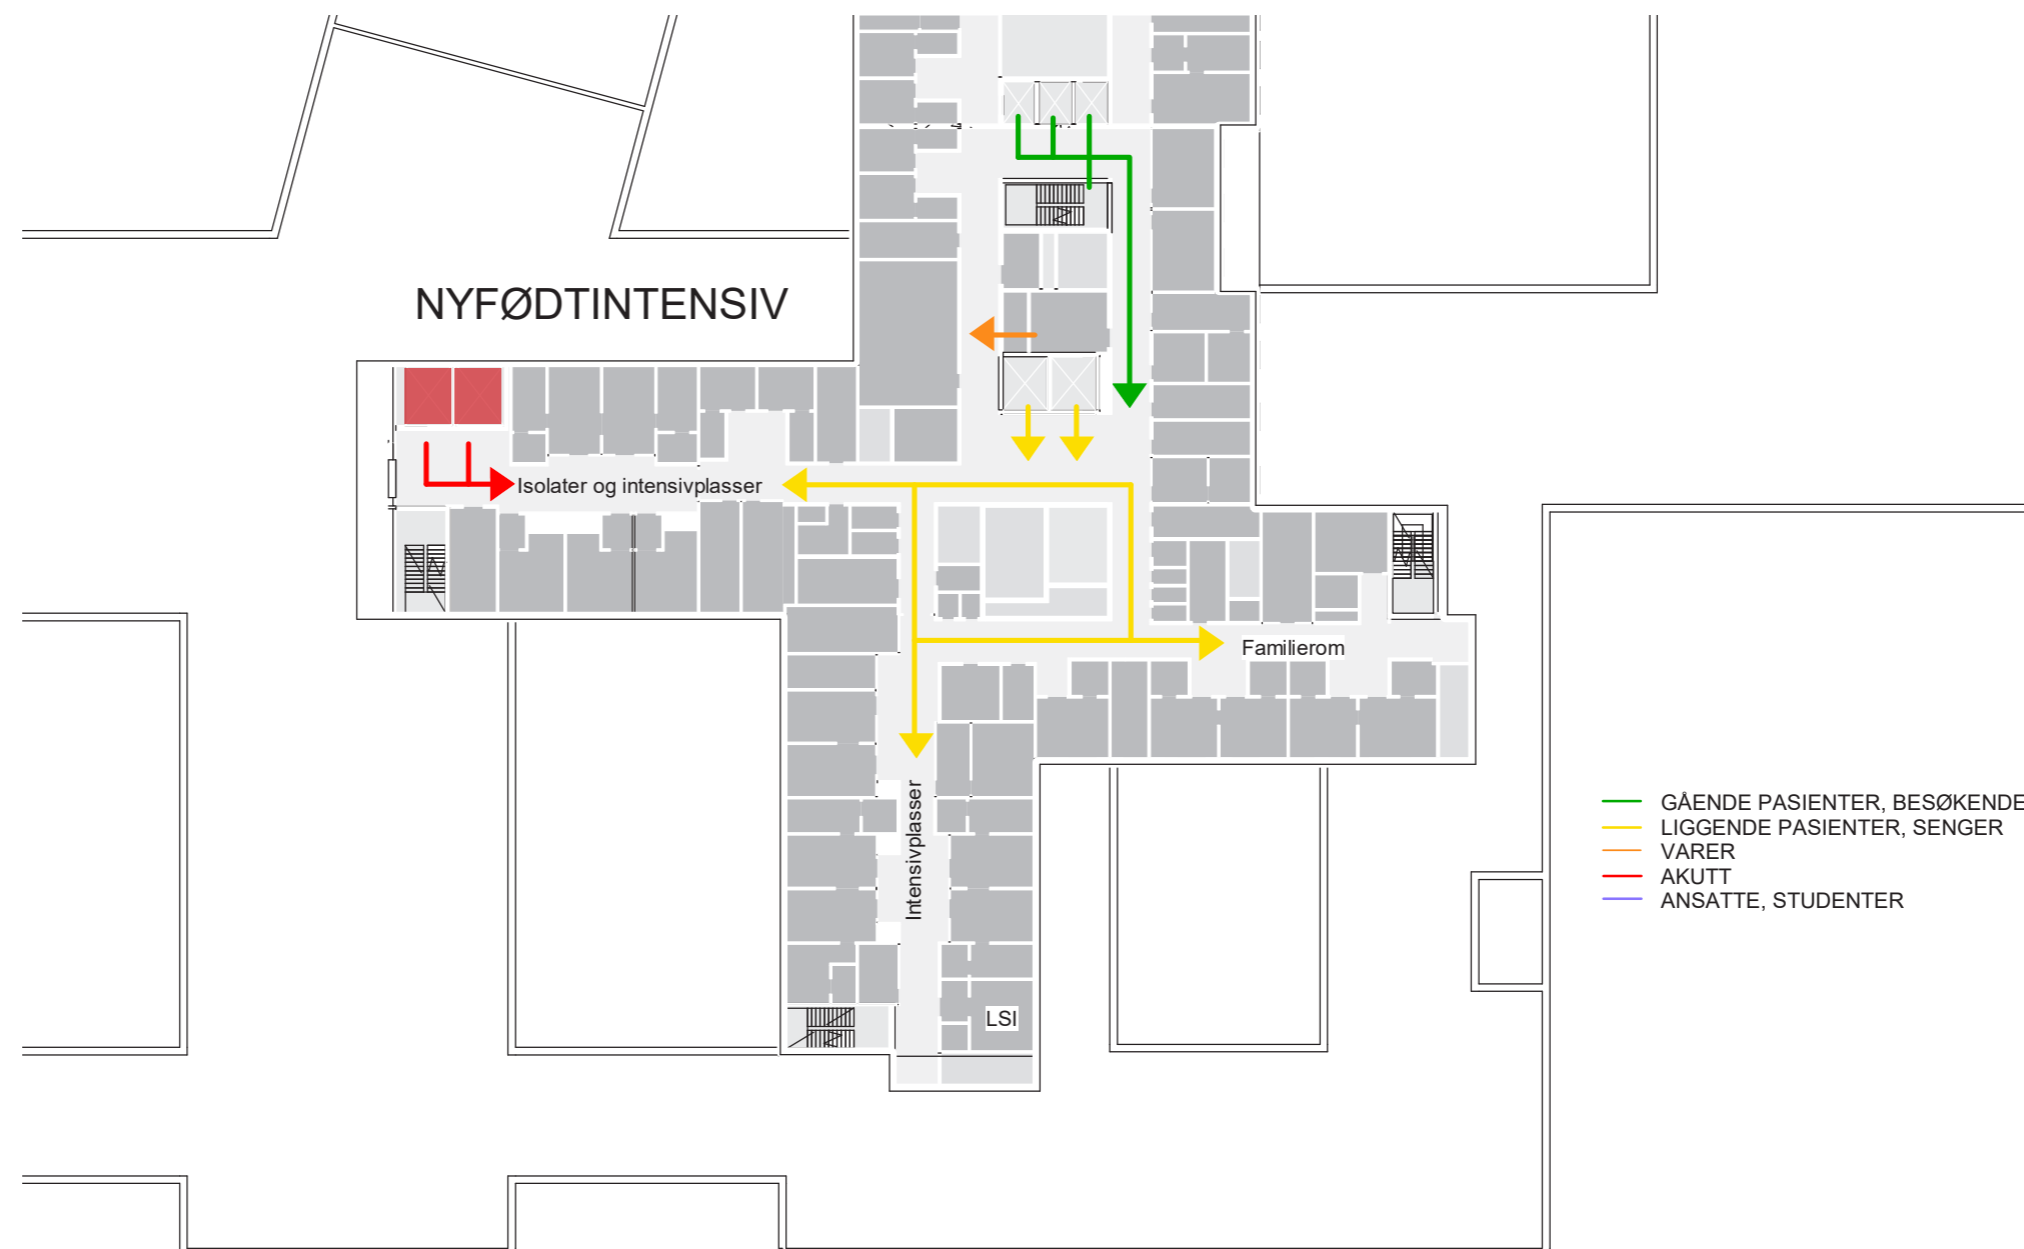 NYFØDTINTENSIV
Isolater og intensivplasser
Familierom
Intensivplasser
LSI
GÅENDE PASIENTER, BESØKENDE
LIGGENDE PASIENTER, SENGER
VARER
AKUTT
ANSATTE, STUDENTER